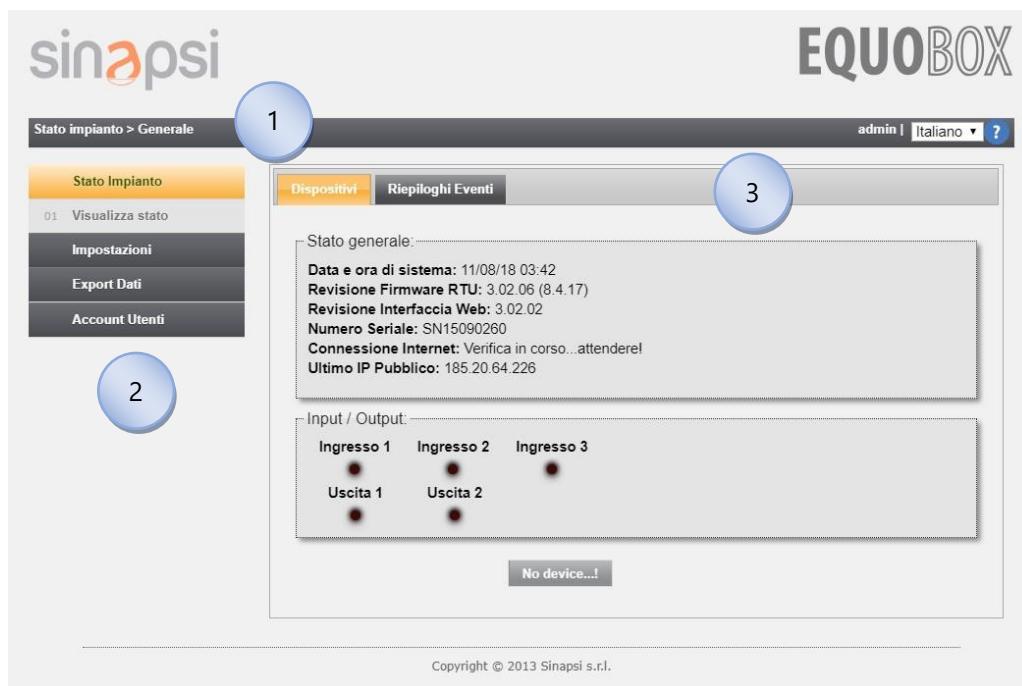 sinapsi
EQUOBOX
1
Stato impianto > Generale
admin | Italiano ?
Stato Impianto
01 Visualizza stato
Impostazioni
Export Dati
Account Utenti
2
Dispositivi Riepiloghi Eventi
3
Stato generale:
Data e ora di sistema: 11/08/18 03:42
Revisione Firmware RTU: 3.02.06 (8.4.17)
Revisione Interfaccia Web: 3.02.02
Numero Seriale: SN15090260
Connessione Internet: Verifica in corso...attendere!
Ultimo IP Pubblico: 185.20.64.226
Input / Output:
Ingresso 1 Ingresso 2 Ingresso 3
Uscita 1 Uscita 2
No device...!
Copyright © 2013 Sinapsi s.r.l.